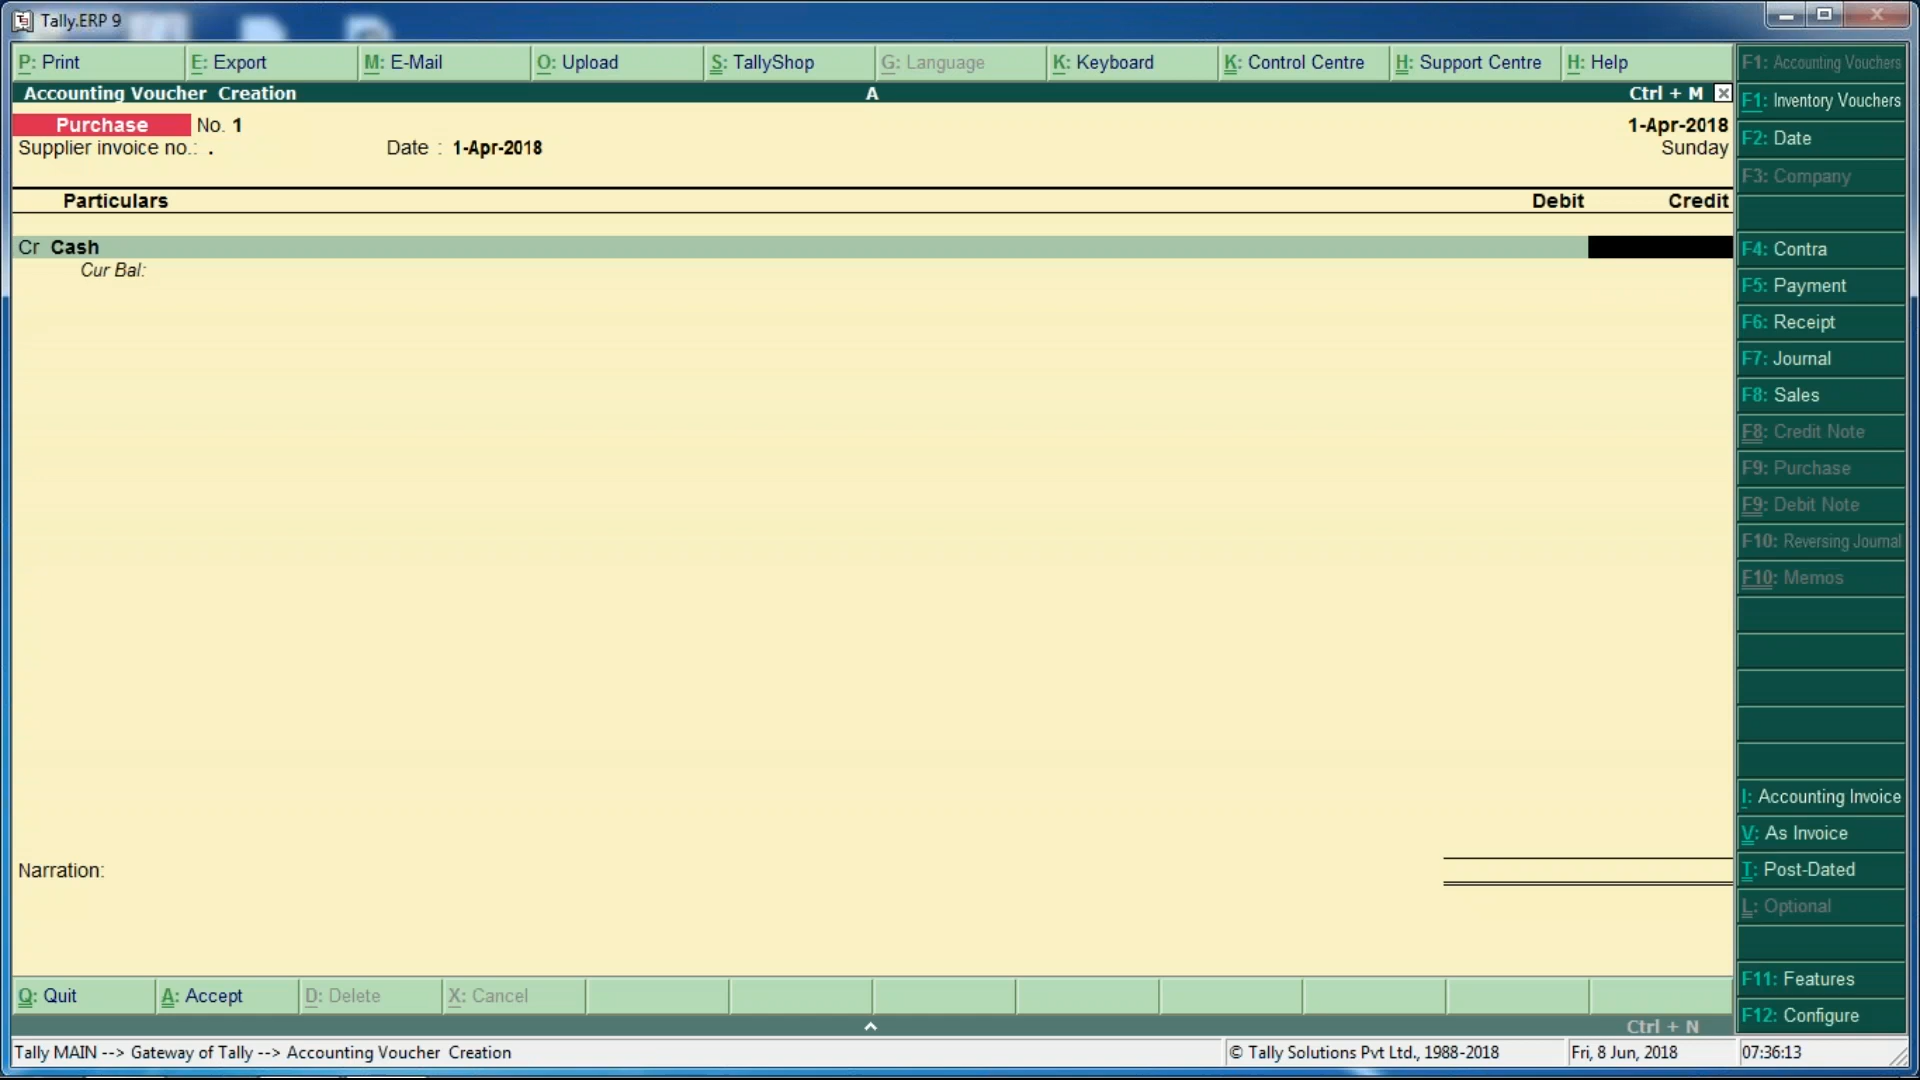 Tally.ERP 9
P: Print E: Export M: E-Mail O: Upload S: TallyShop G: Language K: Keyboard K: Control Centre H: Support Centre H: Help
Accounting Voucher Creation A Ctrl + M
Purchase No. 1 1-Apr-2018
Supplier invoice no.: . Date : 1-Apr-2018 Sunday
Particulars Debit Credit
Cr Cash
Cur Bal:
Narration:
F1: Accounting Vouchers
F1: Inventory Vouchers
F2: Date
F3: Company
F4: Contra
F5: Payment
F6: Receipt
F7: Journal
F8: Sales
F8: Credit Note
F9: Purchase
F9: Debit Note
F10: Reversing Journal
F10: Memos
I: Accounting Invoice
V: As Invoice
T: Post-Dated
L: Optional
F11: Features
F12: Configure
Q: Quit A: Accept D: Delete X: Cancel
Ctrl + N
Tally MAIN --> Gateway of Tally --> Accounting Voucher Creation © Tally Solutions Pvt Ltd., 1988-2018 Fri, 8 Jun, 2018 07:36:13